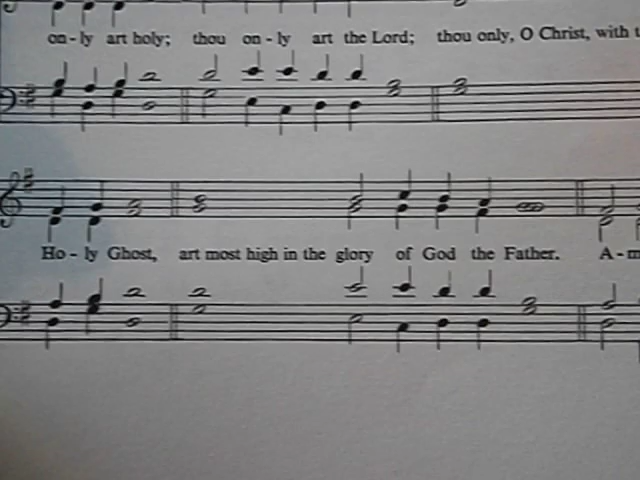 on - ly art holy; thou on - ly art the Lord; thou only, O Christ, with
Ho - ly Ghost, art most high in the glory of God the Father. A -